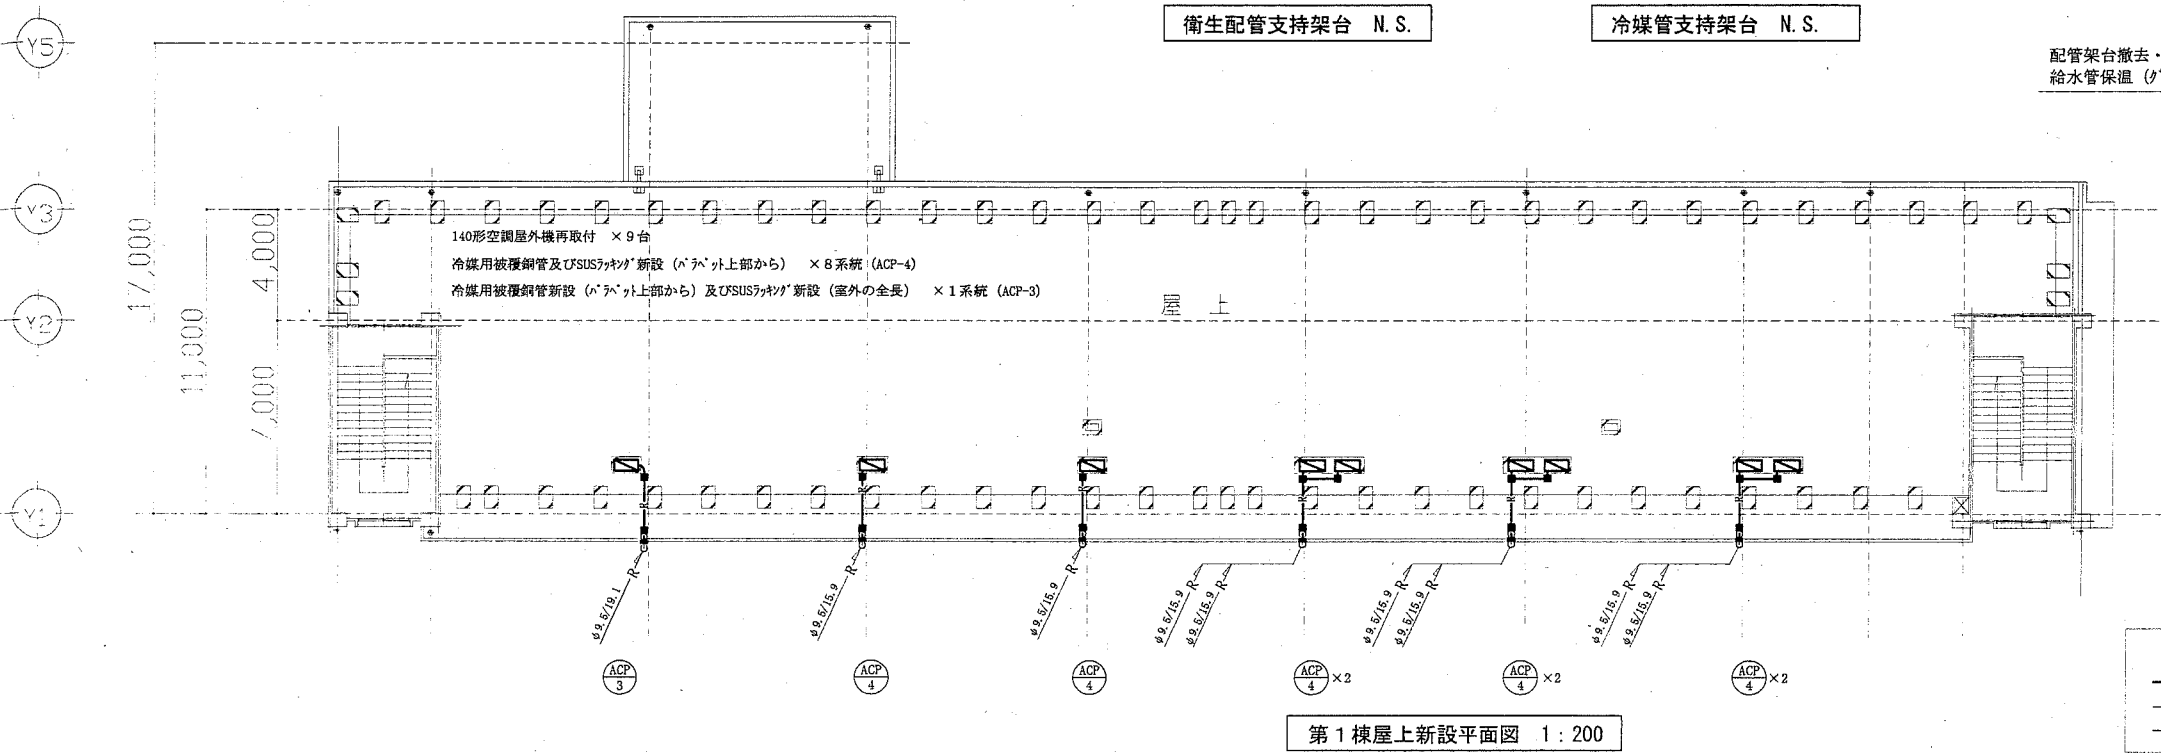 衛生配管支持架台 N.S.
冷媒管支持架台 N.S.
配管架台撤去・
給水管保温（ｸﾞ
Y5
Y3
Y2
Y1
17,000
11,000
4,000
7,000
140形空調屋外機再取付 ×9台
冷媒用被覆銅管及びSUSﾗｯｷﾝｸﾞ新設（ﾊﾟﾗﾍﾟｯﾄ上部から） ×8系統（ACP-4）
冷媒用被覆銅管新設（ﾊﾟﾗﾍﾟｯﾄ上部から）及びSUSﾗｯｷﾝｸﾞ新設（室外の全長） ×1系統（ACP-3）
屋上
φ9.5/19.1 R
φ9.5/15.9 R
φ9.5/15.9 R
φ9.5/15.9 R
φ9.5/15.9 R
φ9.5/15.9 R
φ9.5/15.9 R
φ9.5/15.9 R
φ9.5/15.9 R
ACP 3
ACP 4
ACP 4
ACP 4 ×2
ACP 4 ×2
ACP 4 ×2
第1棟屋上新設平面図 1:200